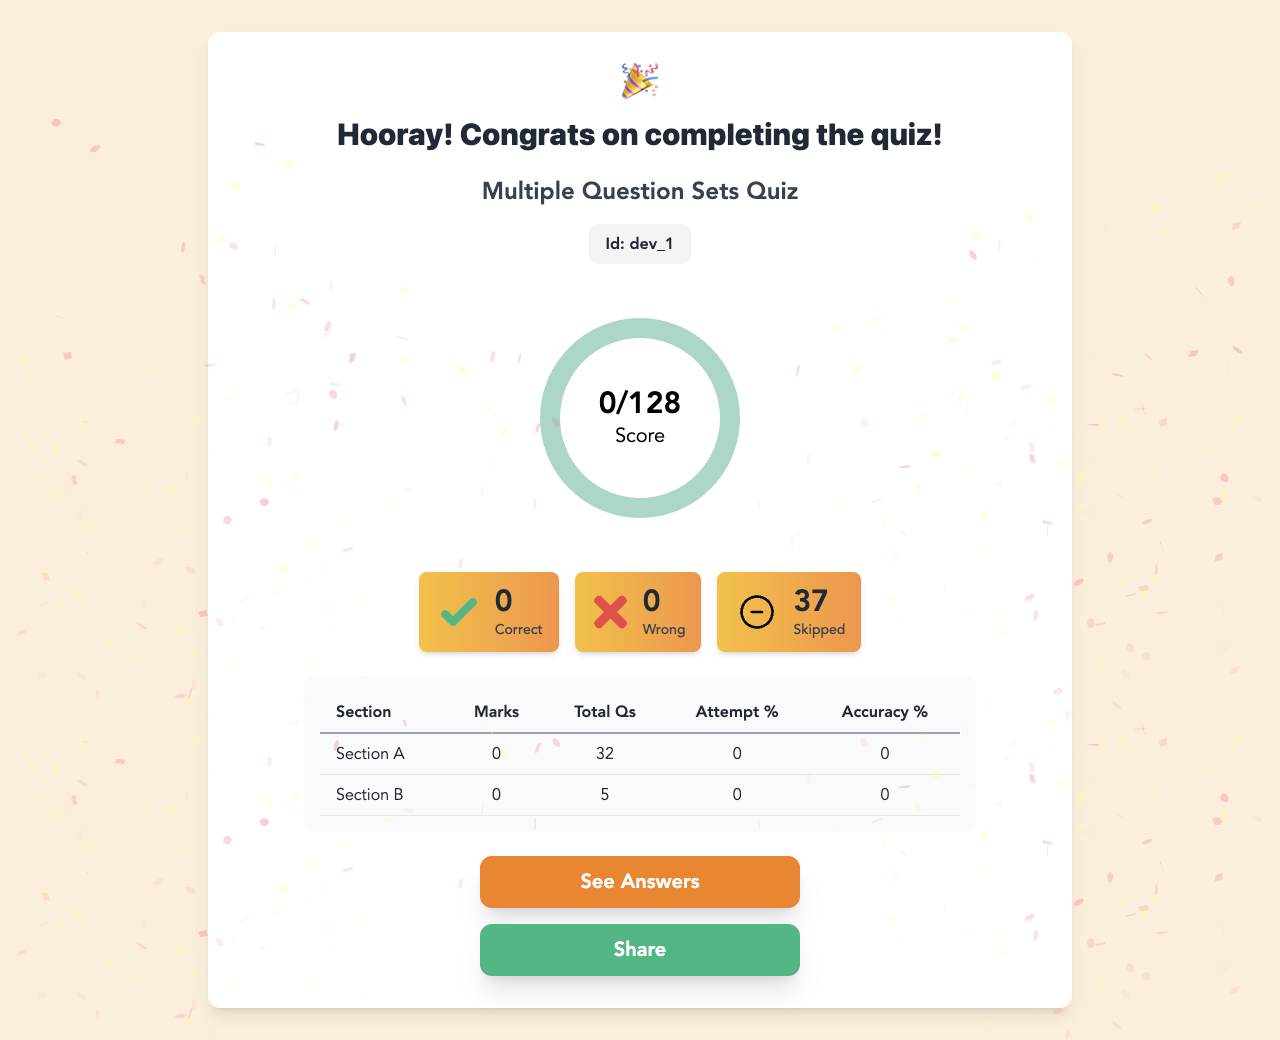 Hooray! Congrats on completing the quiz!
Multiple Question Sets Quiz
Id: dev_1
0/128
Score
0
Correct
0
Wrong
37
Skipped
Section Marks Total Qs Attempt % Accuracy %
Section A 0 32 0 0
Section B 0 5 0 0
See Answers
Share